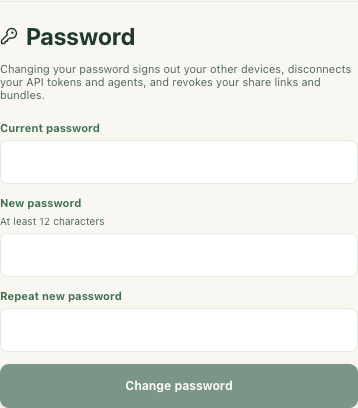 Password
Changing your password signs out your other devices, disconnects
your API tokens and agents, and revokes your share links and
bundles.
Current password
New password
At least 12 characters
Repeat new password
Change password